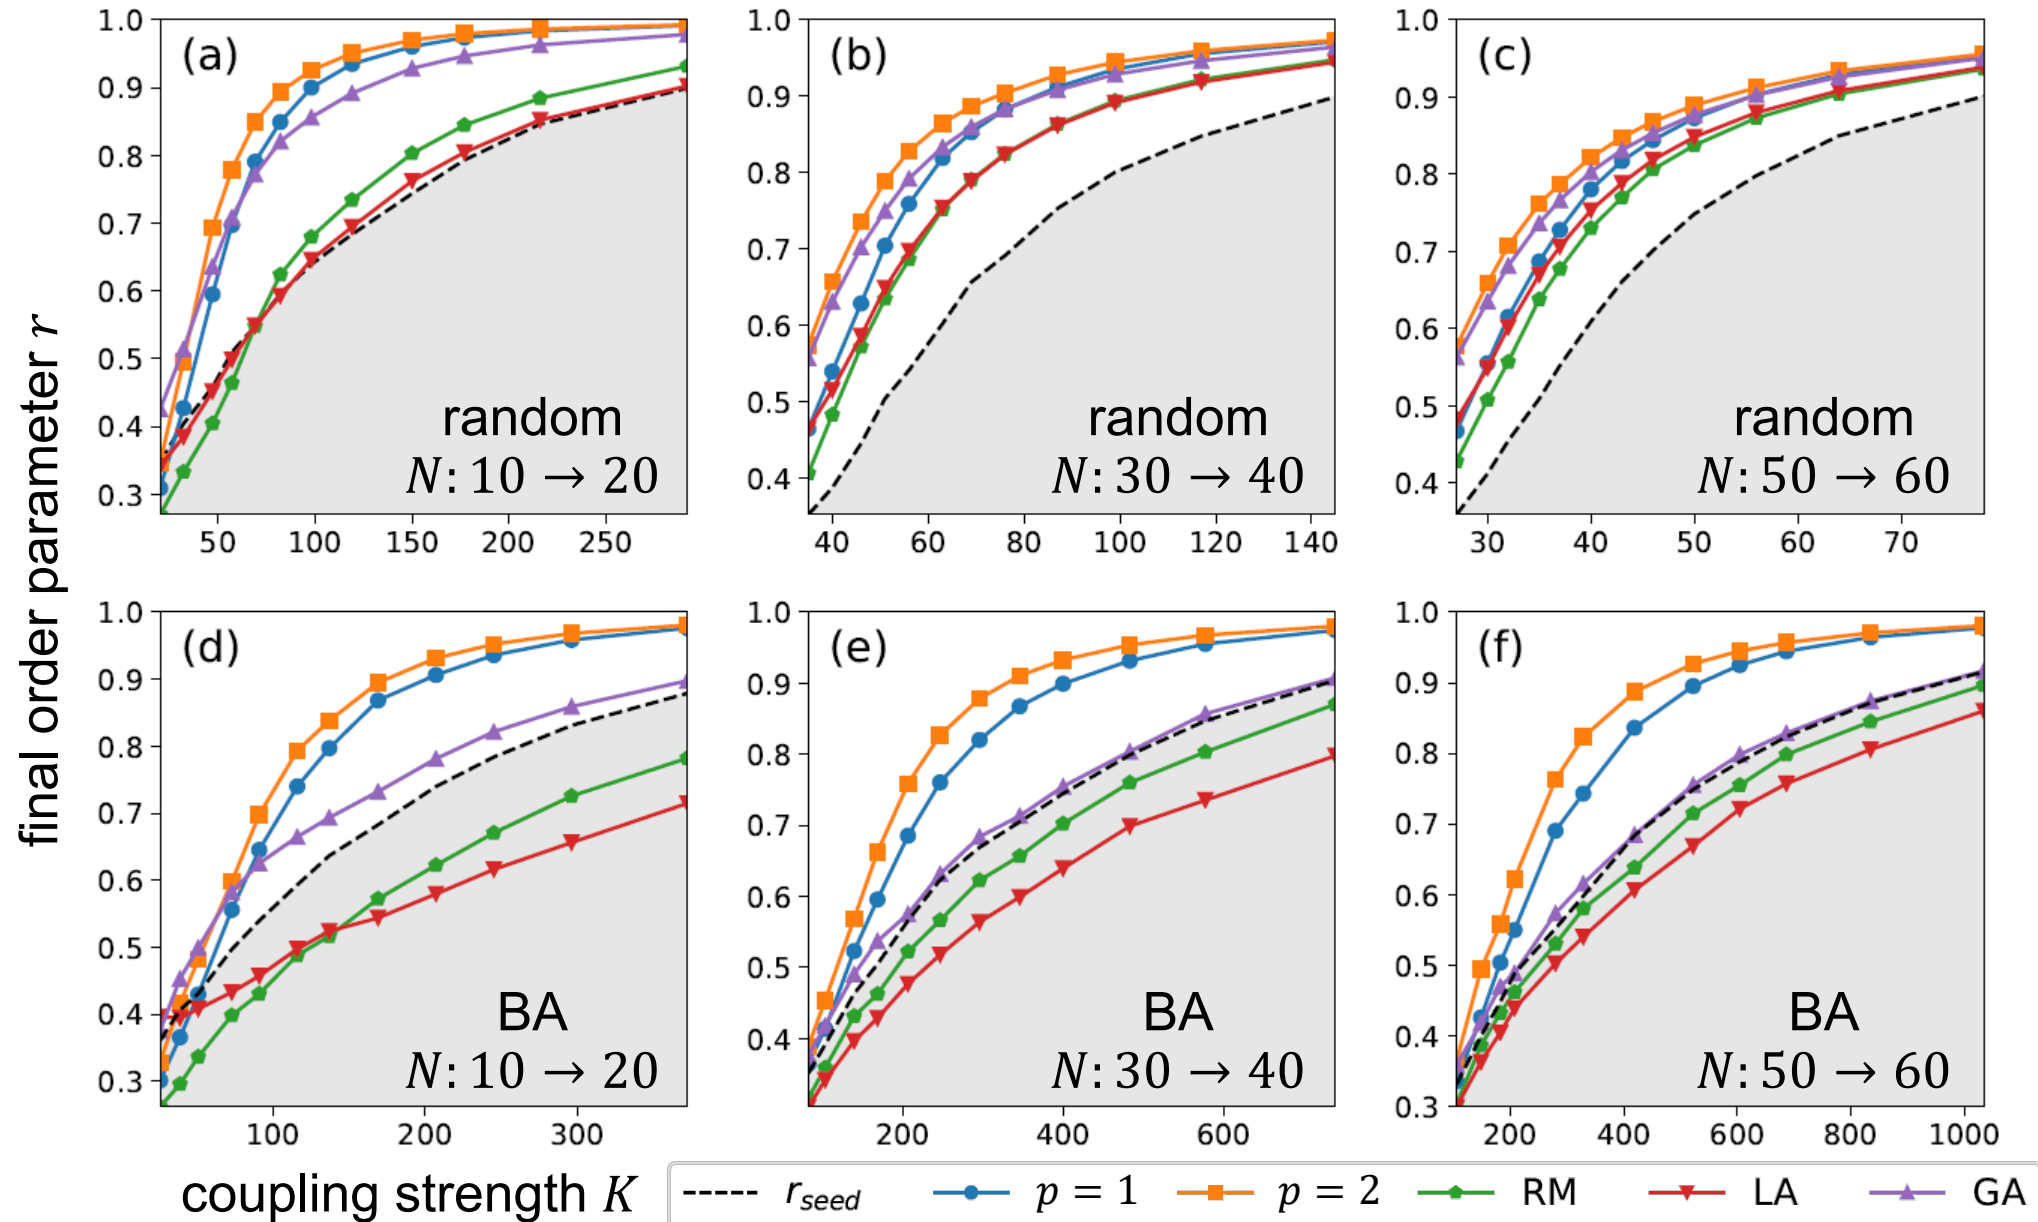 final order parameter r
(a)
1.0
0.9
0.8
0.7
0.6
0.5
0.4
0.3
random
N: 10 → 20
50 100 150 200 250
(b)
1.0
0.9
0.8
0.7
0.6
0.5
0.4
random
N: 30 → 40
40 60 80 100 120 140
(c)
1.0
0.9
0.8
0.7
0.6
0.5
0.4
random
N: 50 → 60
30 40 50 60 70
(d)
1.0
0.9
0.8
0.7
0.6
0.5
0.4
0.3
BA
N: 10 → 20
100 200 300
(e)
1.0
0.9
0.8
0.7
0.6
0.5
0.4
BA
N: 30 → 40
200 400 600
(f)
1.0
0.9
0.8
0.7
0.6
0.5
0.4
0.3
BA
N: 50 → 60
200 400 600 800 1000
coupling strength K
r_seed p = 1 p = 2 RM LA GA